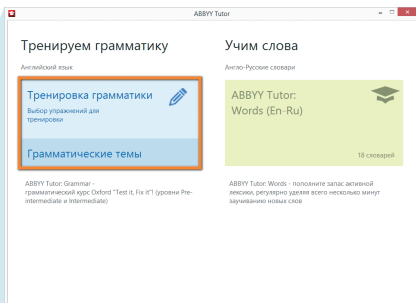 ABBYY Tutor
Тренируем грамматику
Английский язык
Тренировка грамматики
Выбор упражнений для
тренировки
Грамматические темы
ABBYY Tutor: Grammar -
грамматический курс Oxford "Test it, Fix it"! (уровни Pre-
intermediate и Intermediate)
Учим слова
Англо-Русские словари
ABBYY Tutor:
Words (En-Ru)
18 словарей
ABBYY Tutor: Words - пополните запас активной
лексики, регулярно уделяя всего несколько минут
заучиванию новых слов